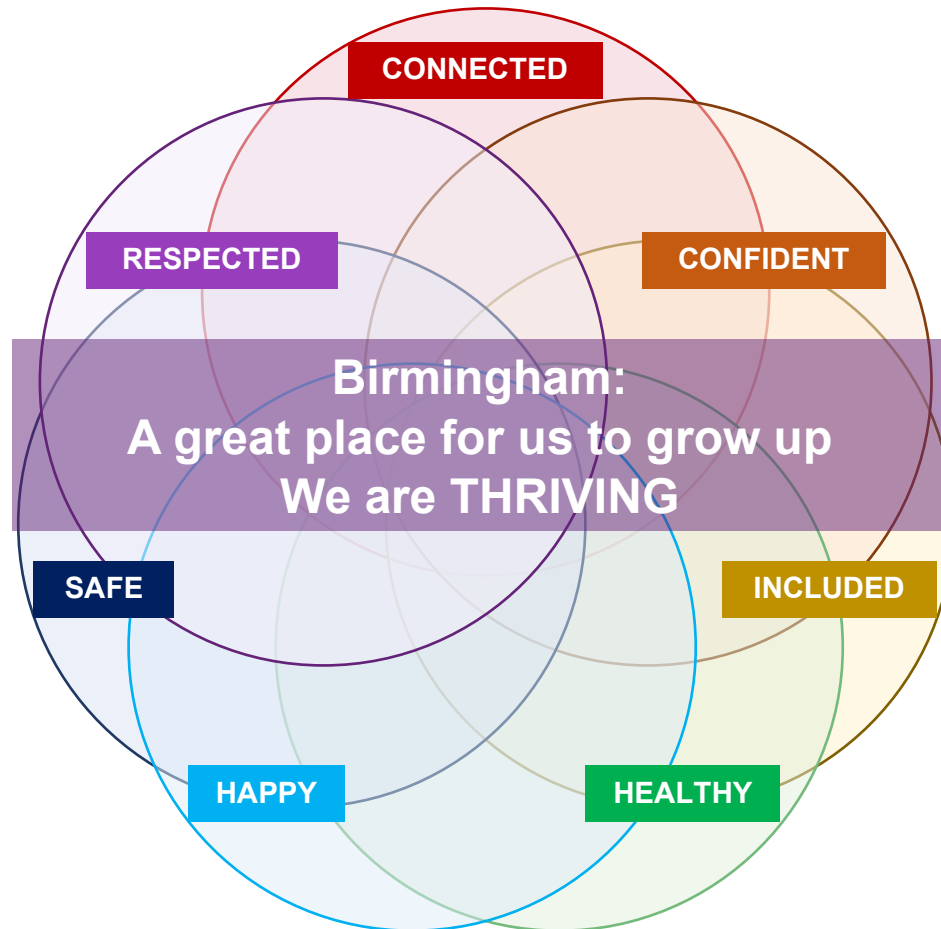 CONNECTED
RESPECTED
CONFIDENT
Birmingham:
A great place for us to grow up
We are THRIVING
SAFE
INCLUDED
HAPPY
HEALTHY